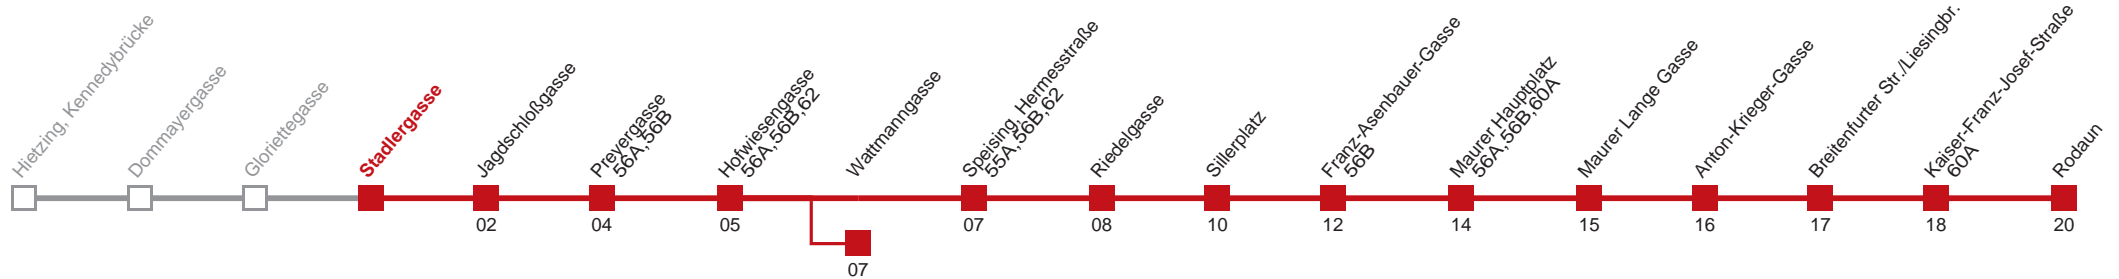 Hietzing, Kennedybrücke
Dommayergasse
Gloriettegasse
Stadlergasse
Jagdschloßgasse
02
Preyergasse
56A,56B
04
Hofwiesengasse
56A,56B,62
05
Wattmanngasse
07
Speising, Hermesstraße
55A,56B,62
07
Riedelgasse
08
Sillerplatz
10
Franz-Asenbauer-Gasse
56B
12
Maurer Hauptplatz
56A,56B,60A
14
Maurer Lange Gasse
15
Anton-Krieger-Gasse
16
Breitenfurter Str./Liesingbr.
17
Kaiser-Franz-Josef-Straße
60A
18
Rodaun
20